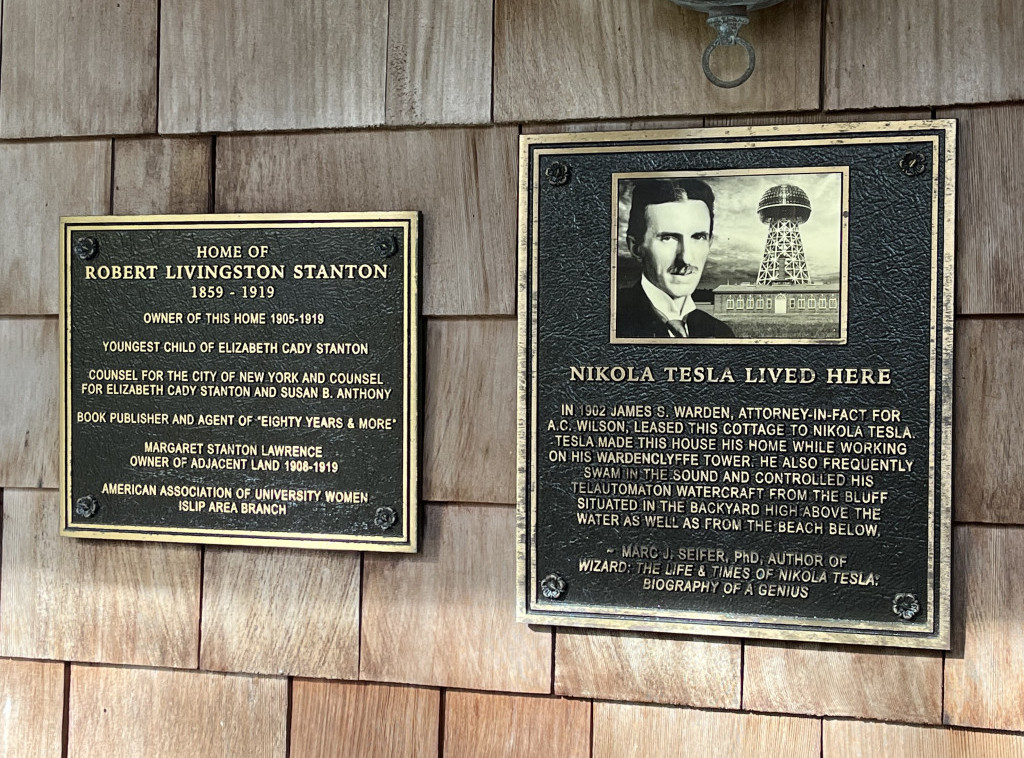 HOME OF
ROBERT LIVINGSTON STANTON
1859 - 1919
OWNER OF THIS HOME 1905-1919
YOUNGEST CHILD OF ELIZABETH CADY STANTON
COUNSEL FOR THE CITY OF NEW YORK AND COUNSEL
FOR ELIZABETH CADY STANTON AND SUSAN B. ANTHONY
BOOK PUBLISHER AND AGENT OF "EIGHTY YEARS & MORE"
MARGARET STANTON LAWRENCE
OWNER OF ADJACENT LAND 1908-1919
AMERICAN ASSOCIATION OF UNIVERSITY WOMEN
ISLIP AREA BRANCH
NIKOLA TESLA LIVED HERE
IN 1902 JAMES S. WARDEN, ATTORNEY-IN-FACT FOR
A.C. WILSON, LEASED THIS COTTAGE TO NIKOLA TESLA.
TESLA MADE THIS HOUSE HIS HOME WHILE WORKING
ON HIS WARDENCLYFFE TOWER. HE ALSO FREQUENTLY
SWAM IN THE SOUND AND CONTROLLED HIS
TELAUTOMATON WATERCRAFT FROM THE BLUFF
SITUATED IN THE BACKYARD HIGH ABOVE THE
WATER AS WELL AS FROM THE BEACH BELOW.
~ MARC J. SEIFER, PhD, AUTHOR OF
WIZARD: THE LIFE & TIMES OF NIKOLA TESLA:
BIOGRAPHY OF A GENIUS